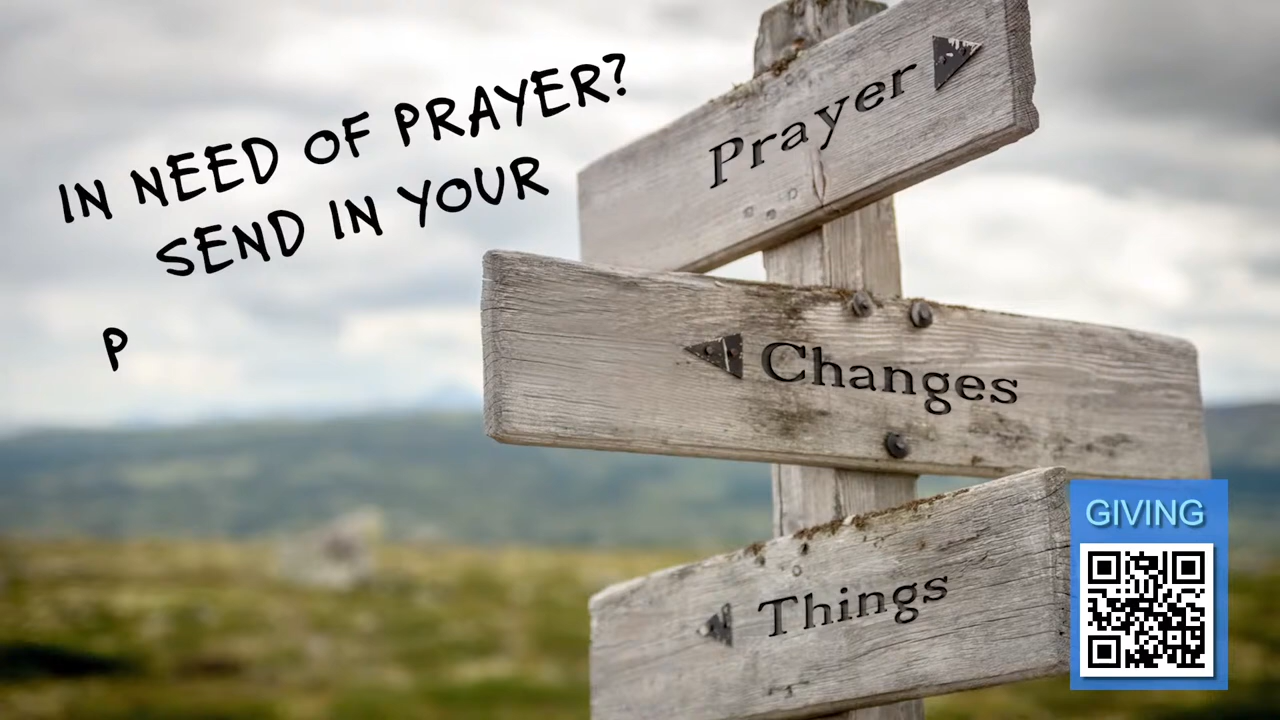 IN NEED OF PRAYER?
SEND IN YOUR
P
Prayer
Changes
Things
GIVING